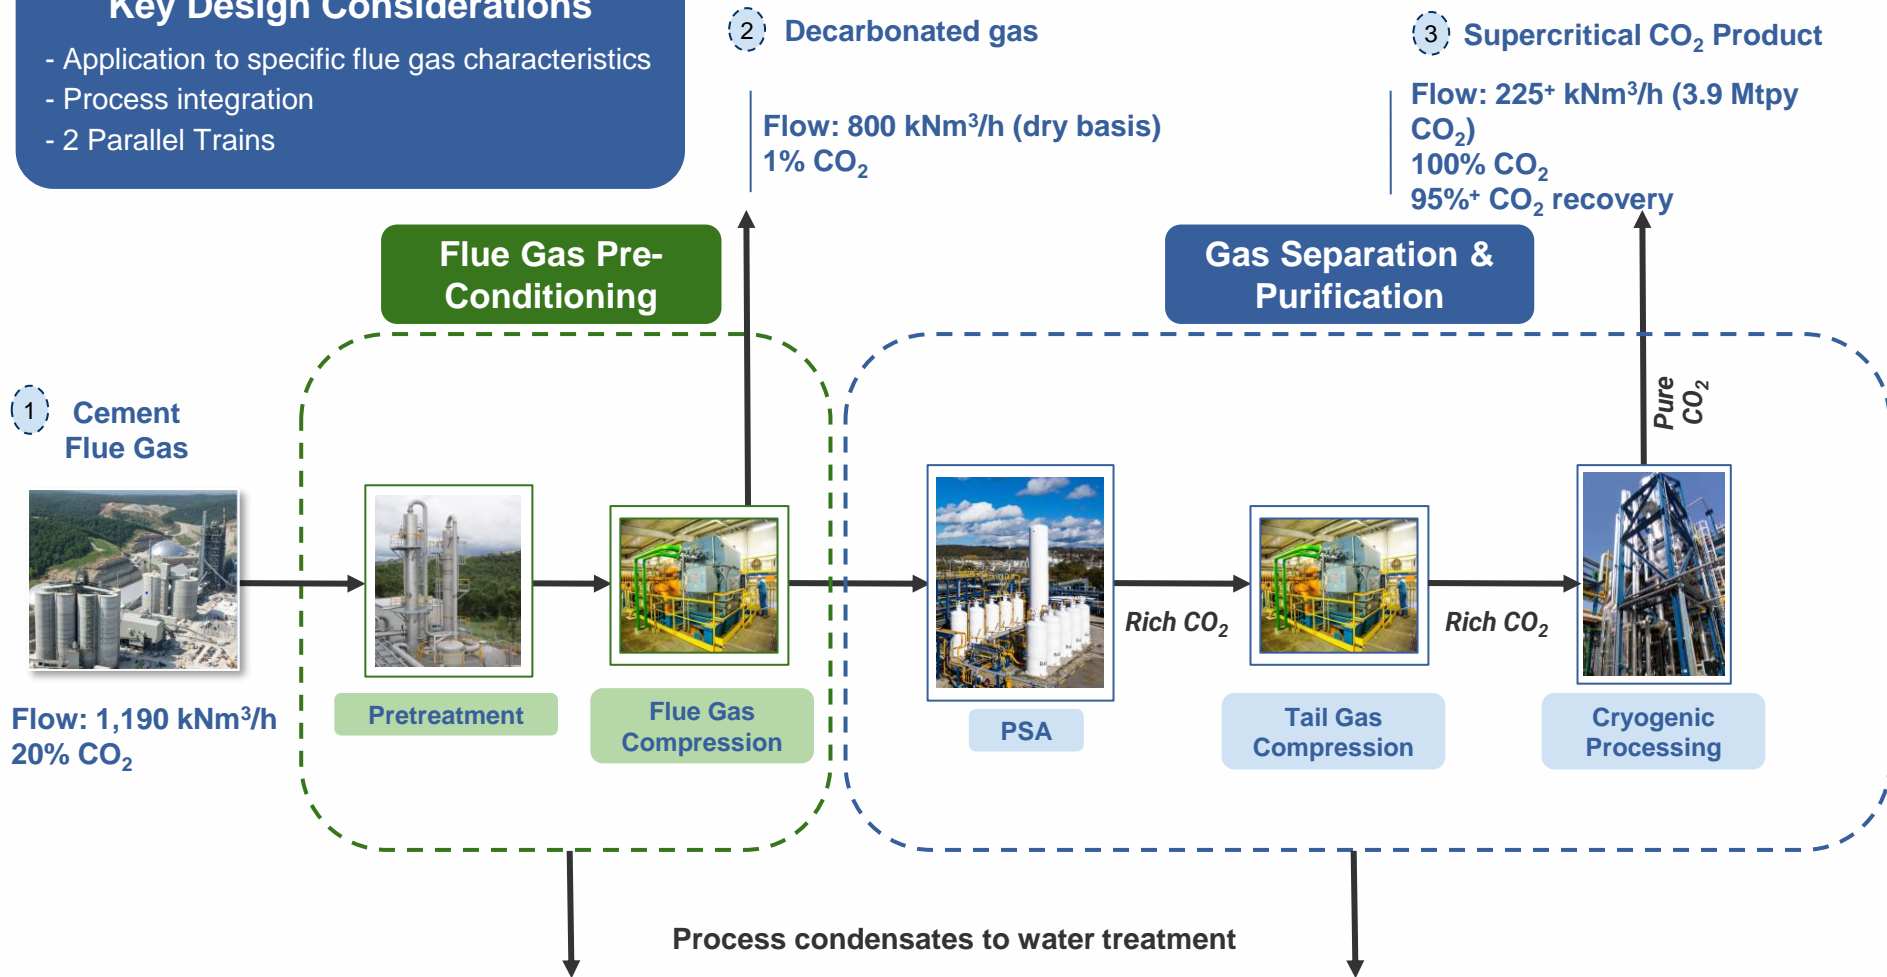 Key Design Considerations
- Application to specific flue gas characteristics
- Process integration
- 2 Parallel Trains
2 Decarbonated gas
Flow: 800 kNm³/h (dry basis)
1% CO₂
3 Supercritical CO₂ Product
Flow: 225⁺ kNm³/h (3.9 Mtpy
CO₂)
100% CO₂
95%⁺ CO₂ recovery
Flue Gas Pre-
Conditioning
Gas Separation &
Purification
1 Cement
Flue Gas
Flow: 1,190 kNm³/h
20% CO₂
Pretreatment
Flue Gas
Compression
PSA
Rich CO₂
Tail Gas
Compression
Rich CO₂
Cryogenic
Processing
Pure
CO₂
Process condensates to water treatment